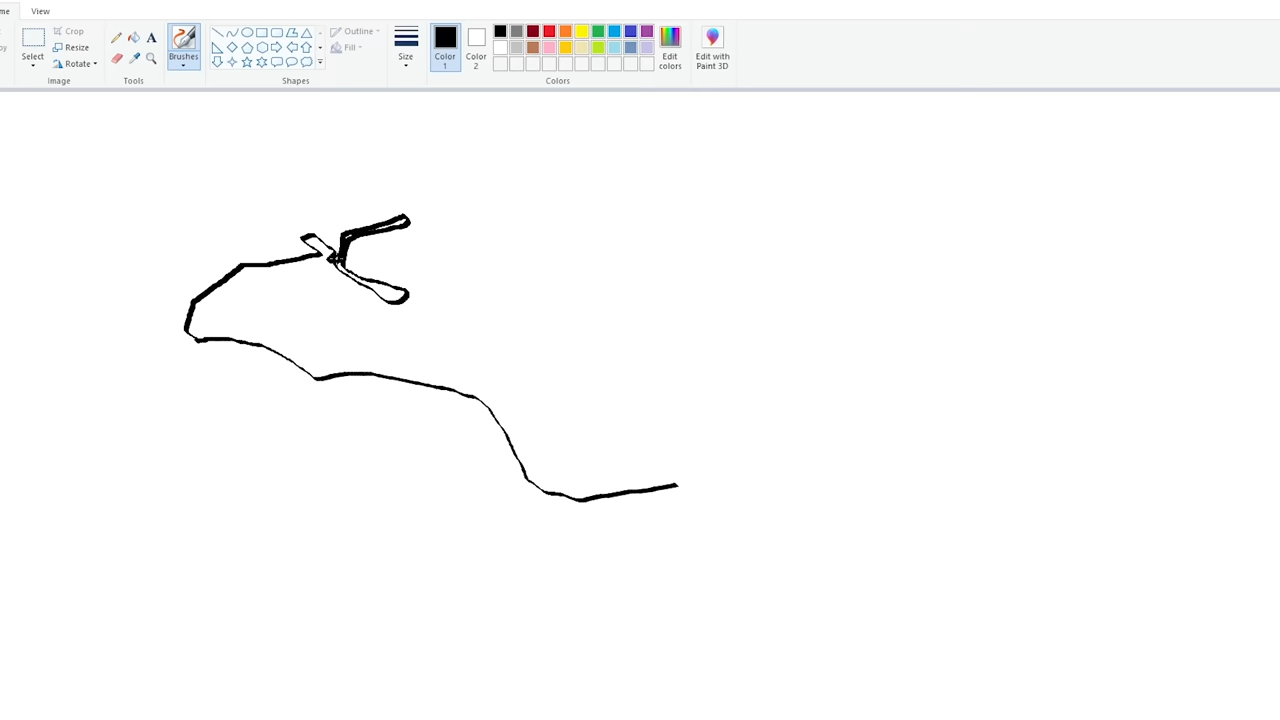 me View
Crop
Resize
Rotate
Select
Image
A
Tools
Brushes
Outline
Fill
Shapes
Size
Color 1
Color 2
Edit colors
Edit with Paint 3D
Colors